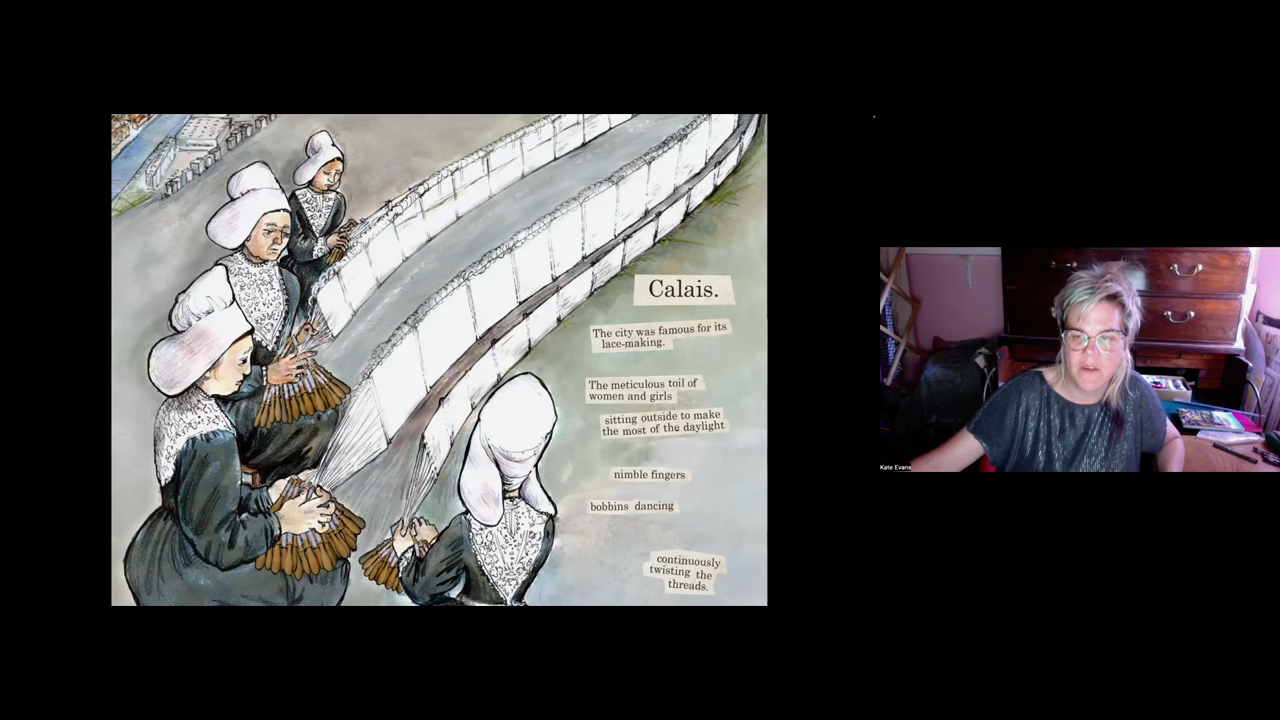 Calais.
The city was famous for its
lace-making.
The meticulous toil of
women and girls
sitting outside to make
the most of the daylight
nimble fingers
bobbins dancing
continuously
twisting the
threads.
Kate Evans